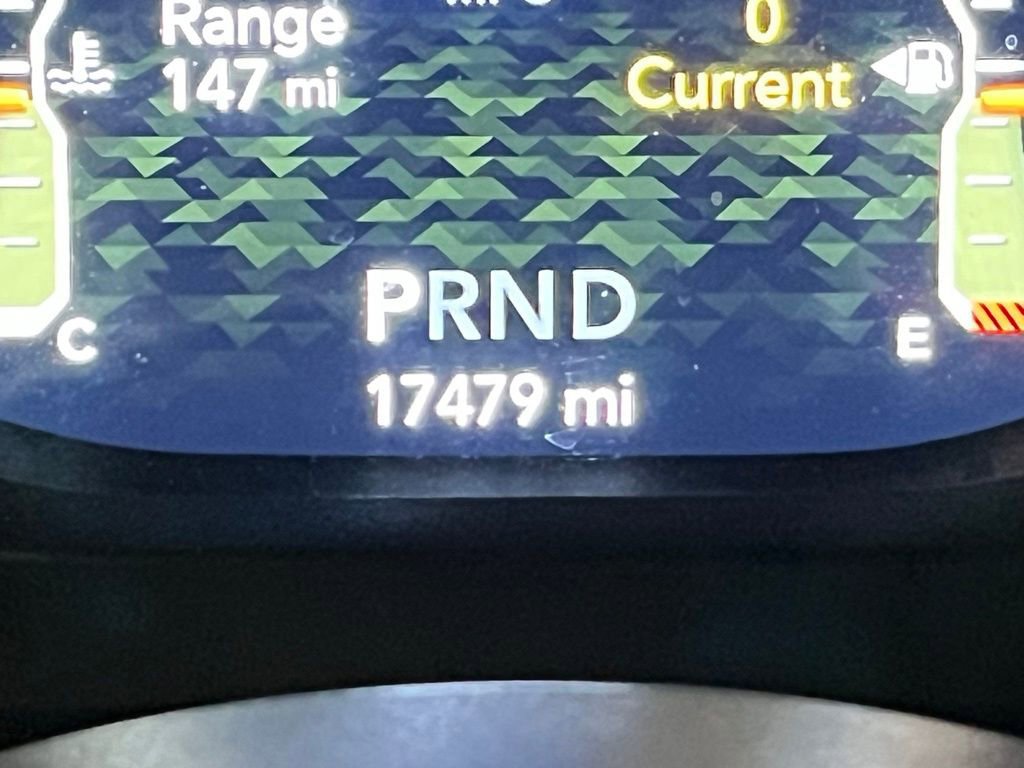 Range
147 mi
0
Current
C
E
PRND
17479 mi